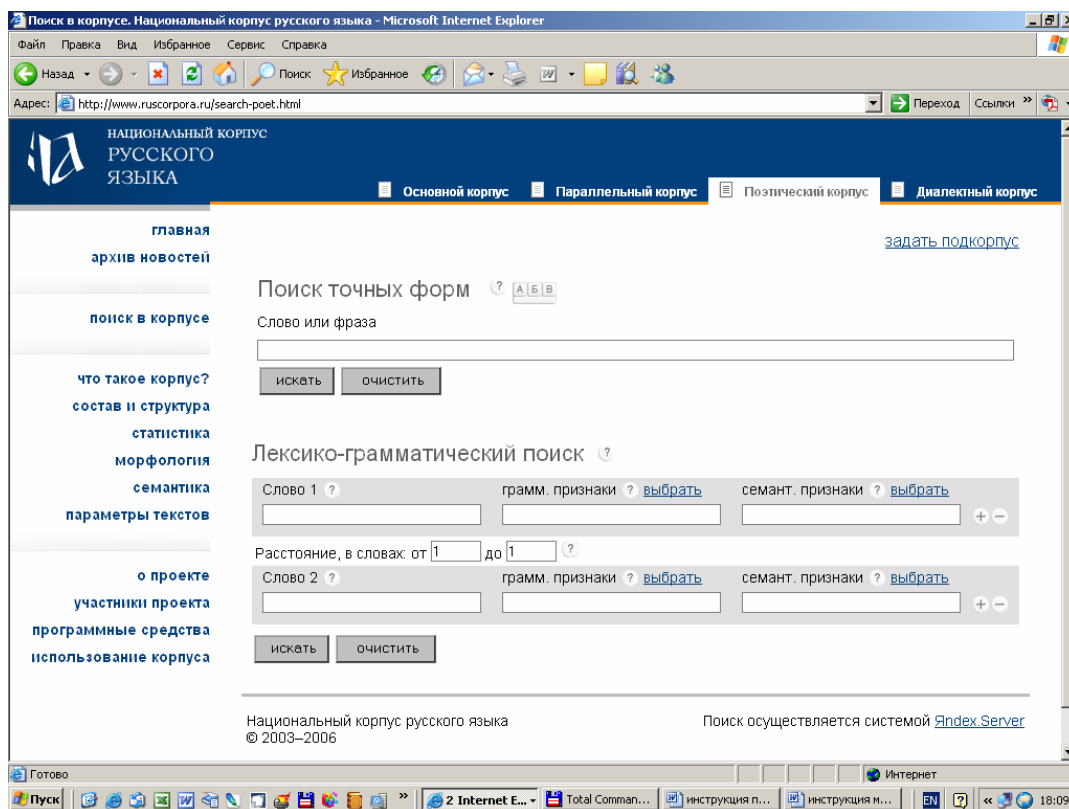 Поиск в корпусе. Национальный корпус русского языка - Microsoft Internet Explorer
Файл Правка Вид Избранное Сервис Справка
Назад Поиск Избранное
Адрес: http://www.ruscorpora.ru/search-poet.html Переход Ссылки »
НАЦИОНАЛЬНЫЙ КОРПУС
РУССКОГО
ЯЗЫКА
Основной корпус Параллельный корпус Поэтический корпус Диалектный корпус
главная
архив новостей
поиск в корпусе
что такое корпус?
состав и структура
статистика
морфология
семантика
параметры текстов
о проекте
участники проекта
программные средства
использование корпуса
задать подкорпус
Поиск точных форм ? А Б В
Слово или фраза
искать очистить
Лексико-грамматический поиск ?
Слово 1 ? грамм. признаки ? выбрать семант. признаки ? выбрать
+ −
Расстояние, в словах: от 1 до 1 ?
Слово 2 ? грамм. признаки ? выбрать семант. признаки ? выбрать
+ −
искать очистить
Национальный корпус русского языка Поиск осуществляется системой Яndex.Server
© 2003–2006
Готово Интернет
Пуск » 2 Internet E... Total Comman... инструкция п... инструкция м... EN « 18:09